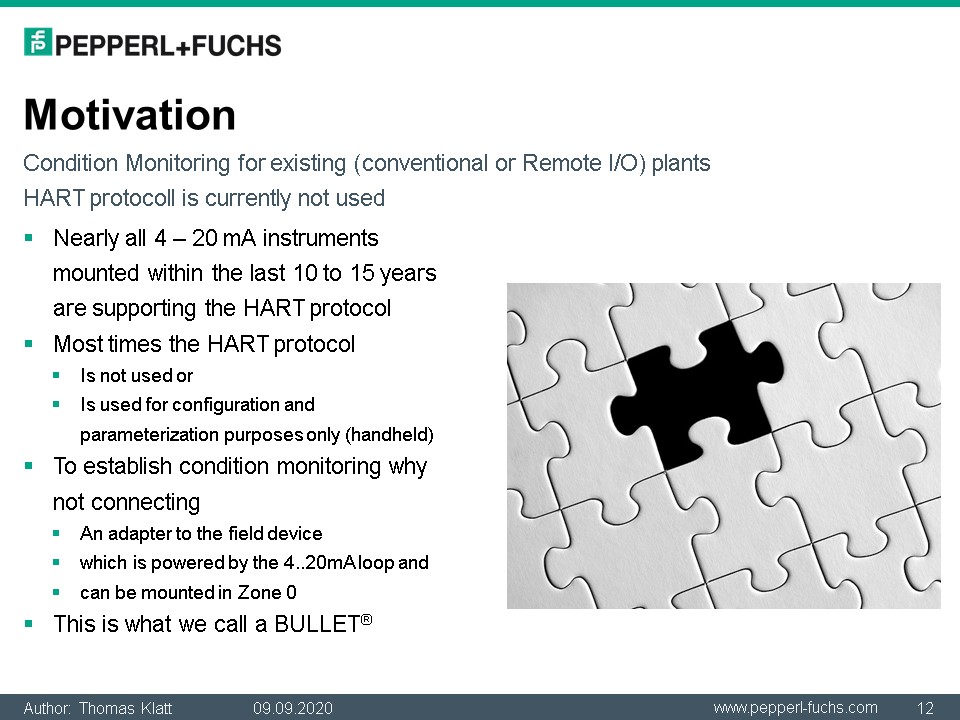 PEPPERL+FUCHS
Motivation
Condition Monitoring for existing (conventional or Remote I/O) plants
HART protocoll is currently not used
Nearly all 4 – 20 mA instruments
mounted within the last 10 to 15 years
are supporting the HART protocol
Most times the HART protocol
Is not used or
Is used for configuration and
parameterization purposes only (handheld)
To establish condition monitoring why
not connecting
An adapter to the field device
which is powered by the 4..20mA loop and
can be mounted in Zone 0
This is what we call a BULLET®
Author: Thomas Klatt 09.09.2020 www.pepperl-fuchs.com 12